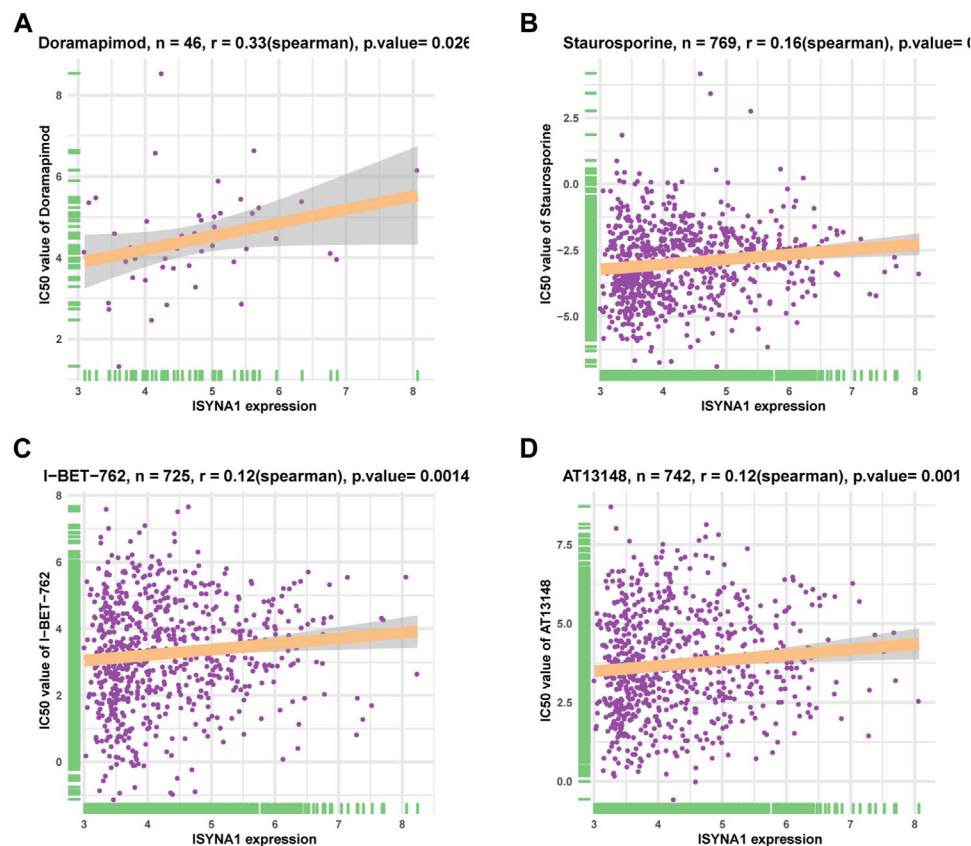 A
Doramapimod, n = 46, r = 0.33(spearman), p.value= 0.026
IC50 value of Doramapimod
8
6
4
2
3 4 5 6 7 8
ISYNA1 expression
B
Staurosporine, n = 769, r = 0.16(spearman), p.value=
IC50 value of Staurosporine
2.5
0.0
−2.5
−5.0
3 4 5 6 7 8
ISYNA1 expression
C
I−BET−762, n = 725, r = 0.12(spearman), p.value= 0.0014
IC50 value of I−BET−762
8
6
4
2
0
3 4 5 6 7 8
ISYNA1 expression
D
AT13148, n = 742, r = 0.12(spearman), p.value= 0.001
IC50 value of AT13148
7.5
5.0
2.5
0.0
3 4 5 6 7 8
ISYNA1 expression